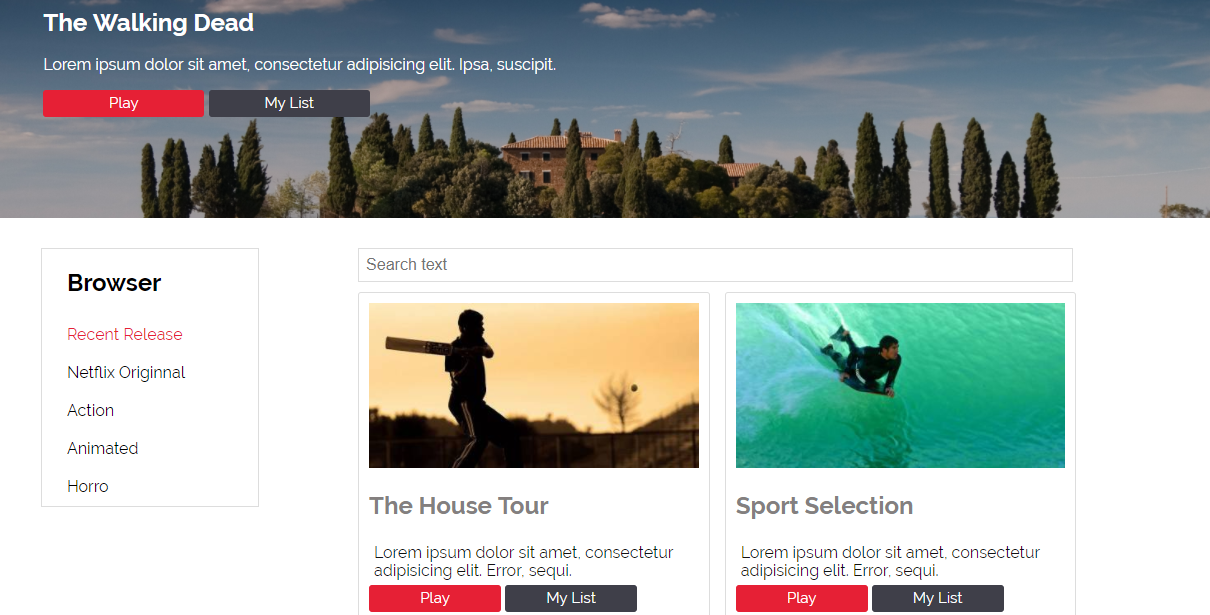 The Walking Dead
Lorem ipsum dolor sit amet, consectetur adipisicing elit. Ipsa, suscipit.
Play
My List
Browser
Recent Release
Netflix Originnal
Action
Animated
Horro
Search text
The House Tour
Lorem ipsum dolor sit amet, consectetur
adipisicing elit. Error, sequi.
Play
My List
Sport Selection
Lorem ipsum dolor sit amet, consectetur
adipisicing elit. Error, sequi.
Play
My List